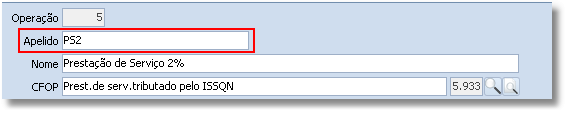 Operação 5
Apelido PS2
Nome Prestação de Serviço 2%
CFOP Prest.de serv.tributado pelo ISSQN 5.933